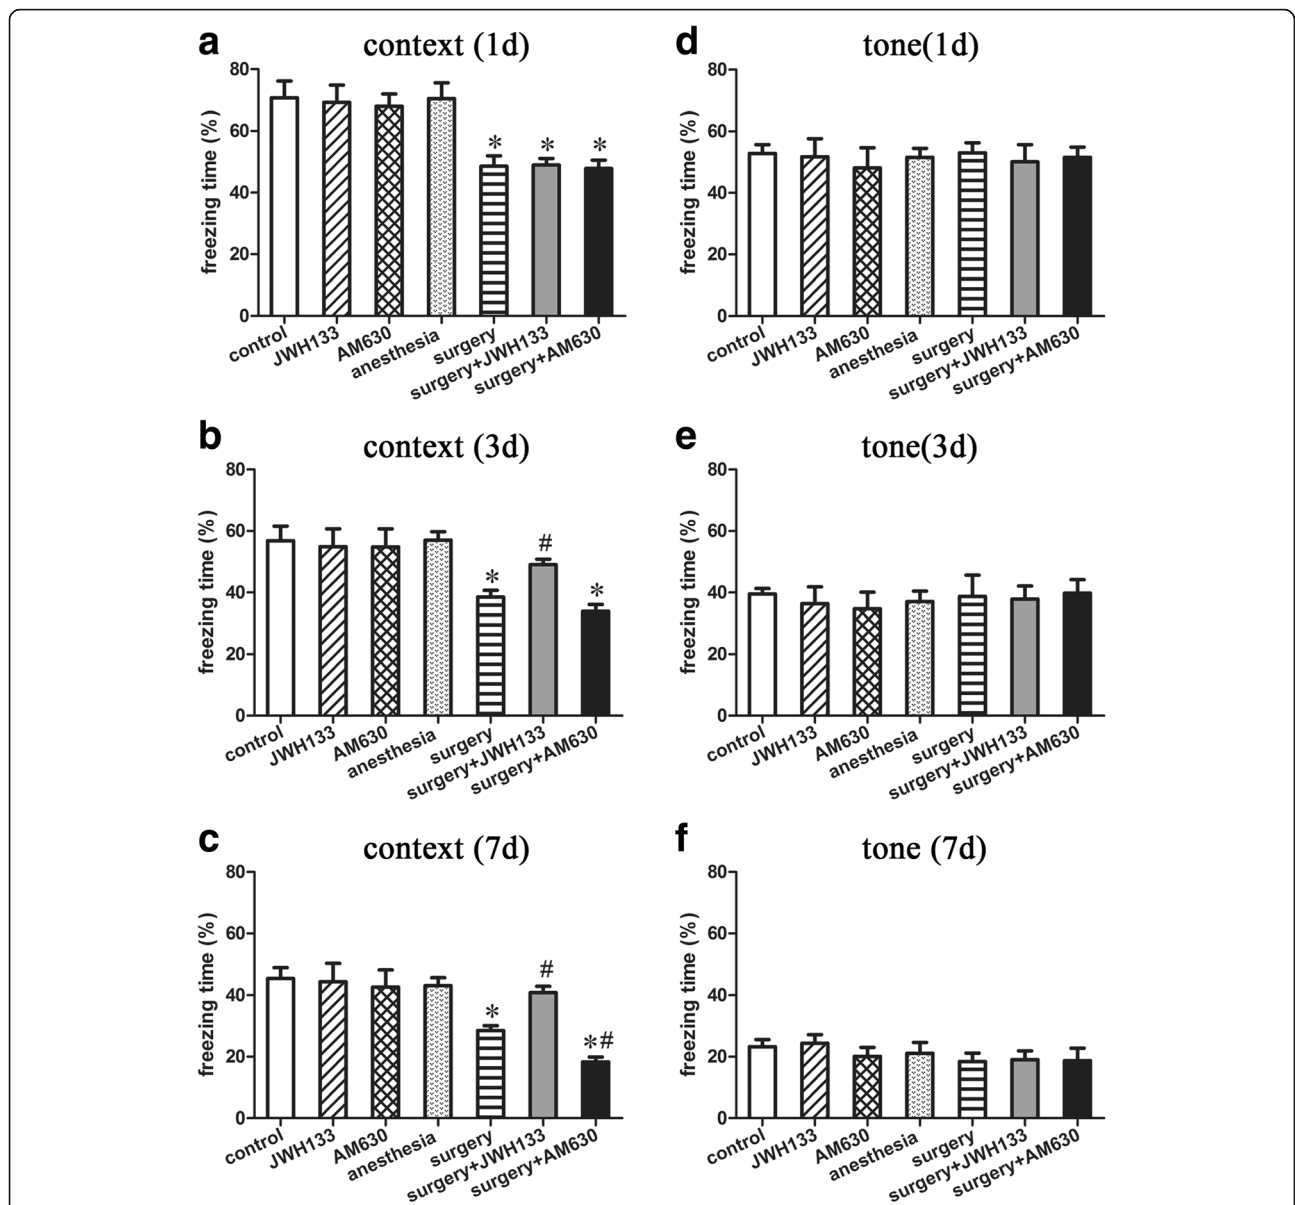 a
context (1d)
freezing time (%)
80
60
40
20
0
* * *
control JWH133 AM630 anesthesia surgery surgery+JWH133 surgery+AM630
d
tone(1d)
freezing time (%)
80
60
40
20
0
control JWH133 AM630 anesthesia surgery surgery+JWH133 surgery+AM630
b
context (3d)
freezing time (%)
80
60
40
20
0
* # *
control JWH133 AM630 anesthesia surgery surgery+JWH133 surgery+AM630
e
tone(3d)
freezing time (%)
80
60
40
20
0
control JWH133 AM630 anesthesia surgery surgery+JWH133 surgery+AM630
c
context (7d)
freezing time (%)
80
60
40
20
0
* # *#
control JWH133 AM630 anesthesia surgery surgery+JWH133 surgery+AM630
f
tone (7d)
freezing time (%)
80
60
40
20
0
control JWH133 AM630 anesthesia surgery surgery+JWH133 surgery+AM630